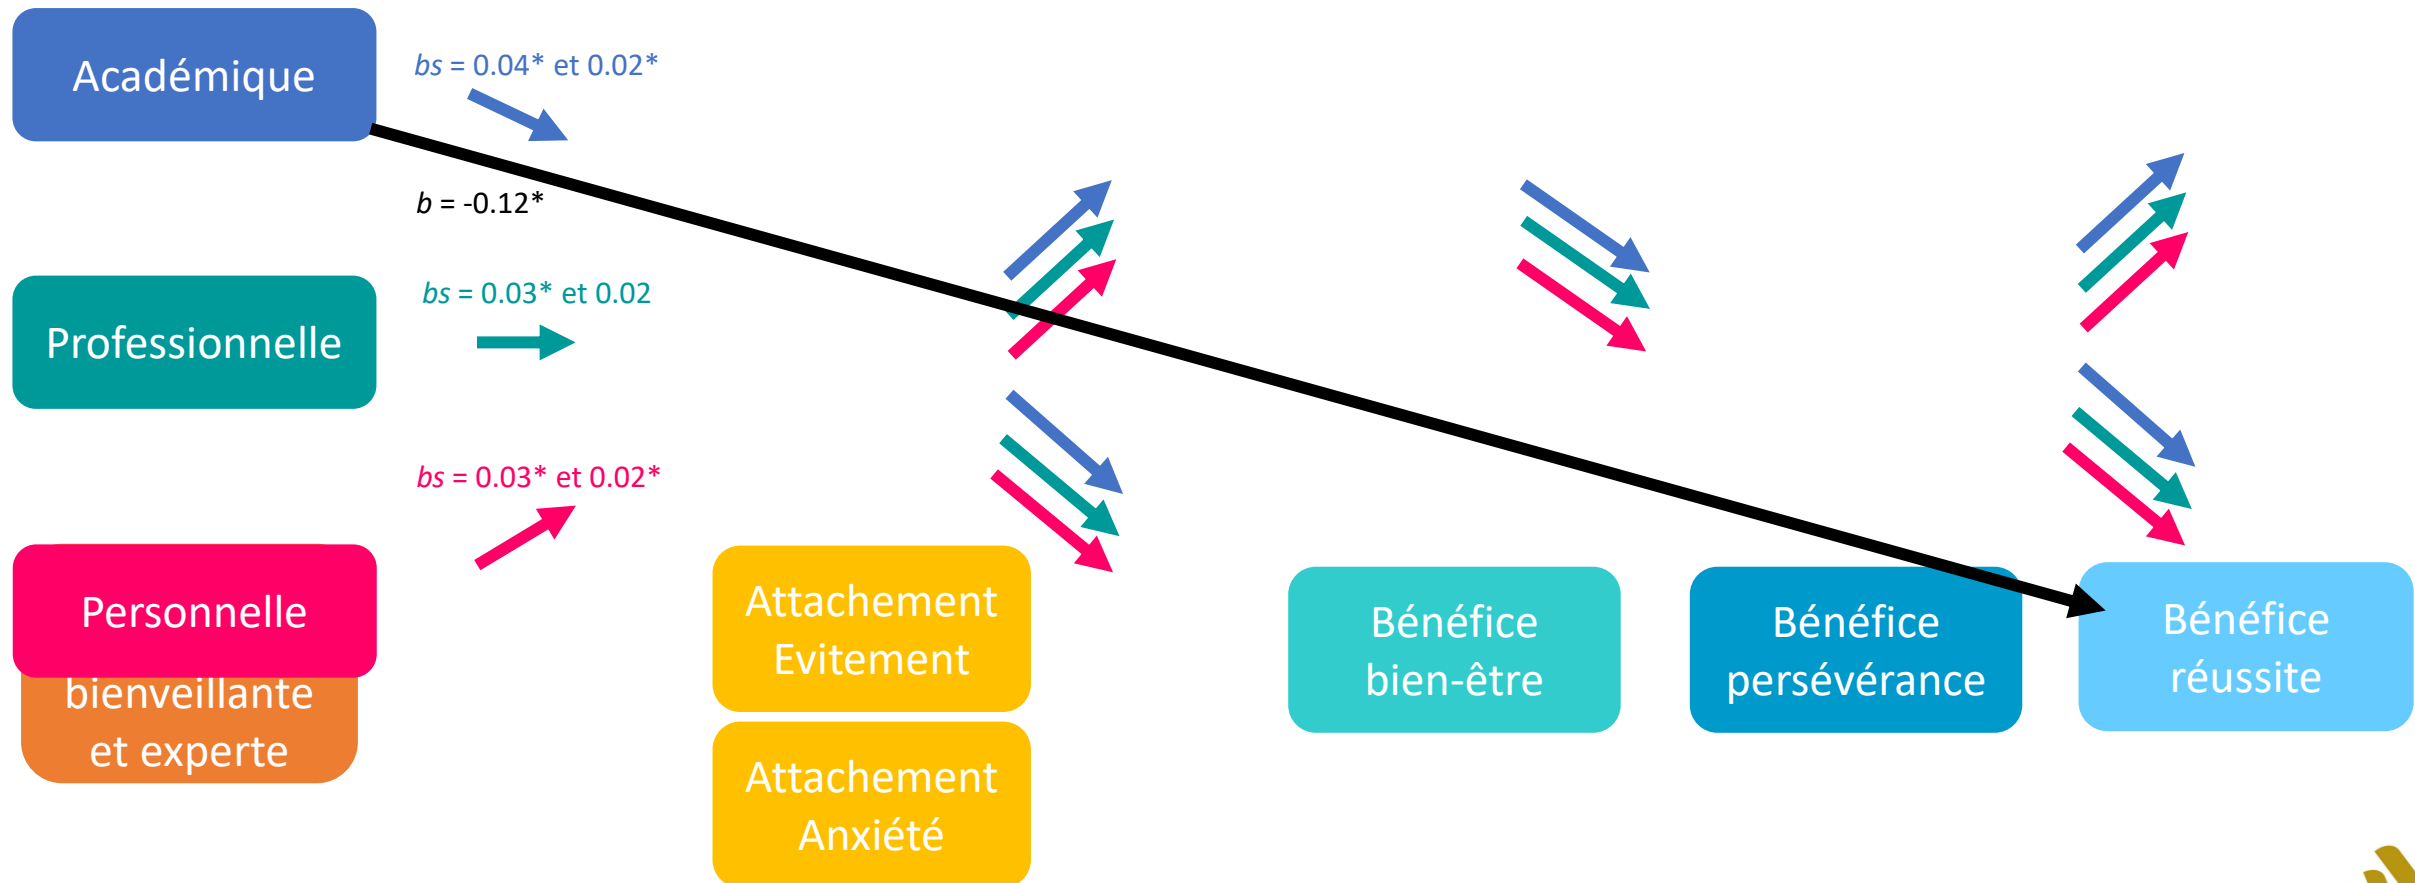 Académique
bs = 0.04* et 0.02*
b = -0.12*
Professionnelle
bs = 0.03* et 0.02
bs = 0.03* et 0.02*
Personnelle
bienveillante
et experte
Attachement
Evitement
Attachement
Anxiété
Bénéfice
bien-être
Bénéfice
persévérance
Bénéfice
réussite